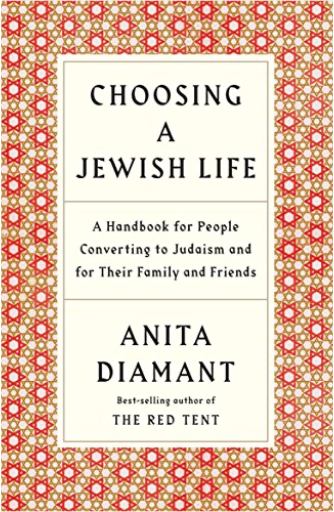 CHOOSING
A
JEWISH LIFE
A Handbook for People
Converting to Judaism and
for Their Family and Friends
ANITA
DIAMANT
Best-selling author of
THE RED TENT